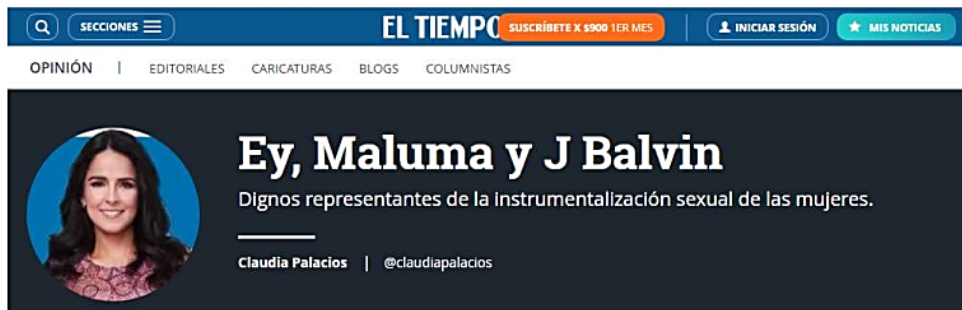 SECCIONES
EL TIEMPO
SUSCRÍBETE X $900 1ER MES
INICIAR SESIÓN
MIS NOTICIAS
OPINIÓN | EDITORIALES CARICATURAS BLOGS COLUMNISTAS
Ey, Maluma y J Balvin
Dignos representantes de la instrumentalización sexual de las mujeres.
Claudia Palacios | @claudiapalacios